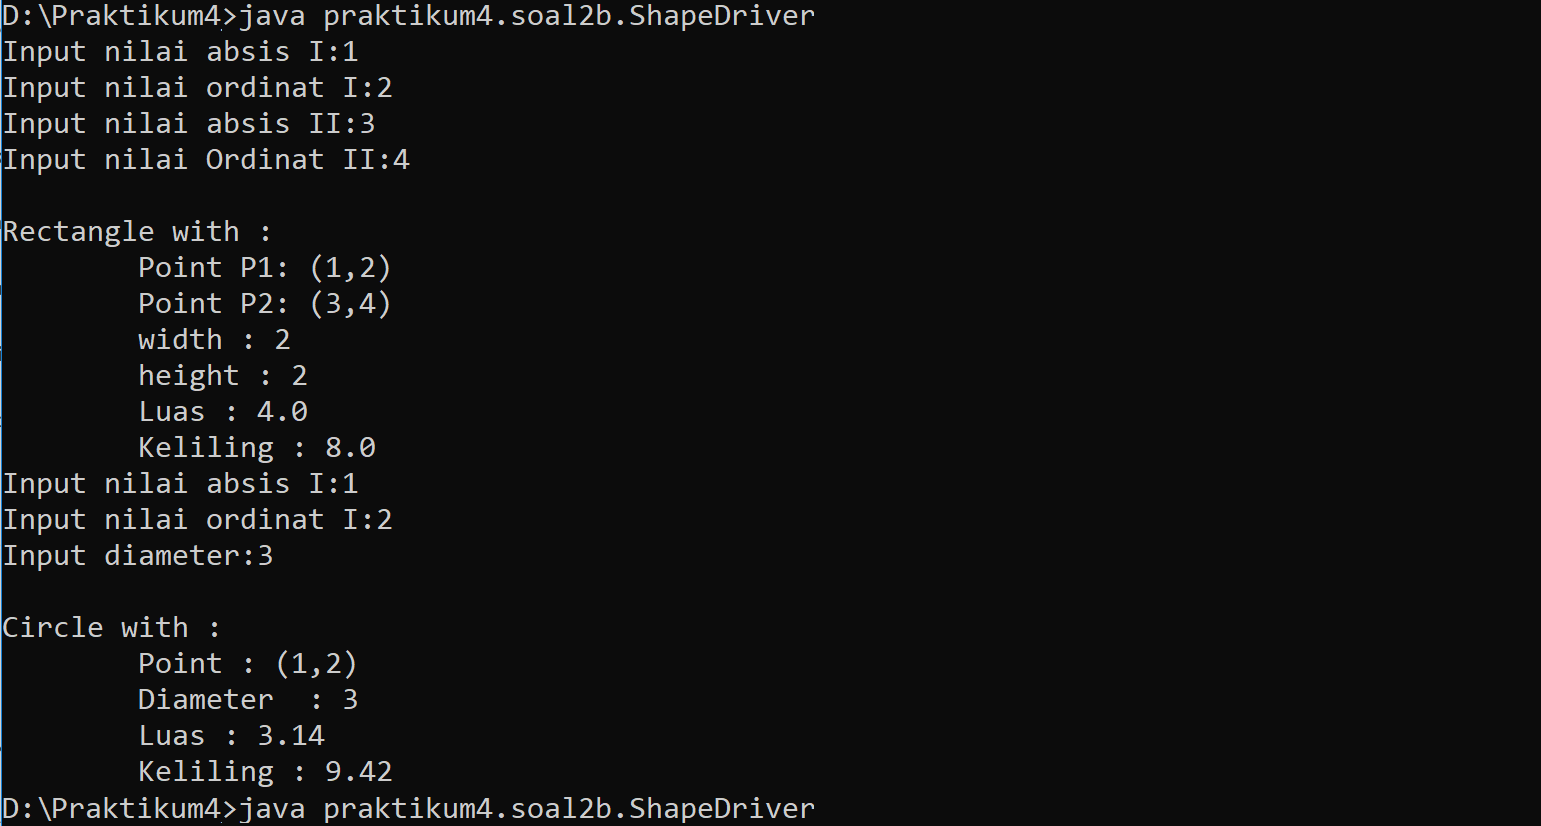 D:\Praktikum4>java praktikum4.soal2b.ShapeDriver
Input nilai absis I:1
Input nilai ordinat I:2
Input nilai absis II:3
Input nilai Ordinat II:4
Rectangle with :
Point P1: (1,2)
Point P2: (3,4)
width : 2
height : 2
Luas : 4.0
Keliling : 8.0
Input nilai absis I:1
Input nilai ordinat I:2
Input diameter:3
Circle with :
Point : (1,2)
Diameter  : 3
Luas : 3.14
Keliling : 9.42
D:\Praktikum4>java praktikum4.soal2b.ShapeDriver